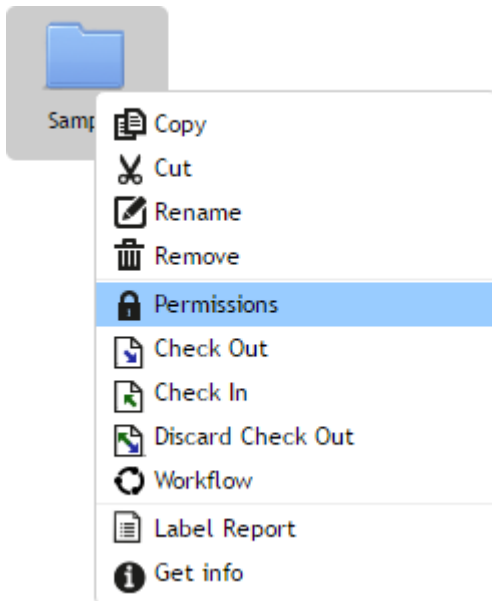 Samp
Copy
Cut
Rename
Remove
Permissions
Check Out
Check In
Discard Check Out
Workflow
Label Report
Get info